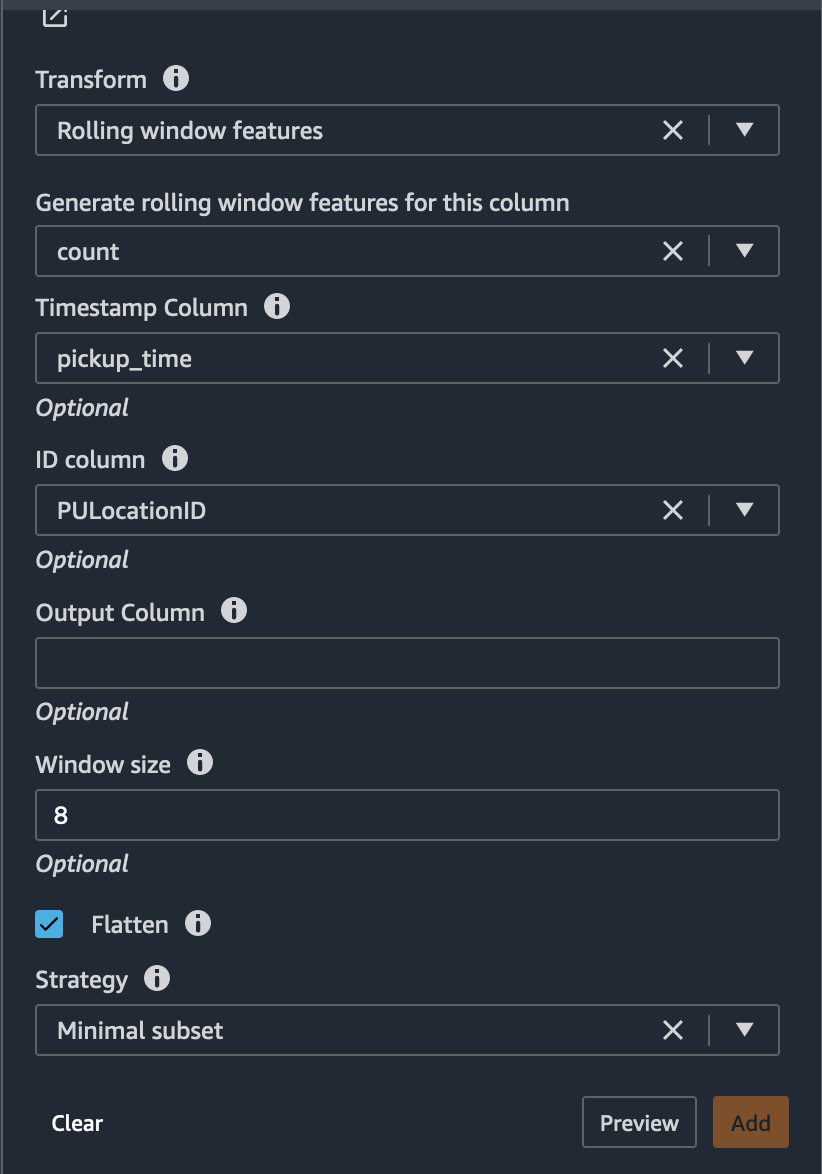 Transform
Rolling window features
Generate rolling window features for this column
count
Timestamp Column
pickup_time
Optional
ID column
PULocationID
Optional
Output Column
Optional
Window size
8
Optional
Flatten
Strategy
Minimal subset
Clear Preview Add